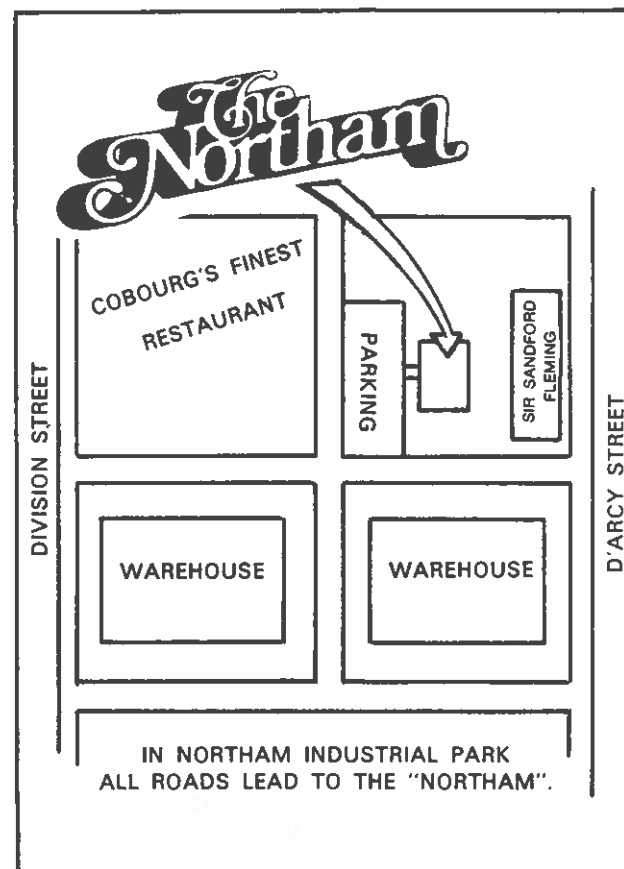 The
Northam
COBOURG'S FINEST
RESTAURANT
PARKING
SIR SANDFORD
FLEMING
DIVISION STREET
D'ARCY STREET
WAREHOUSE
WAREHOUSE
IN NORTHAM INDUSTRIAL PARK
ALL ROADS LEAD TO THE "NORTHAM".